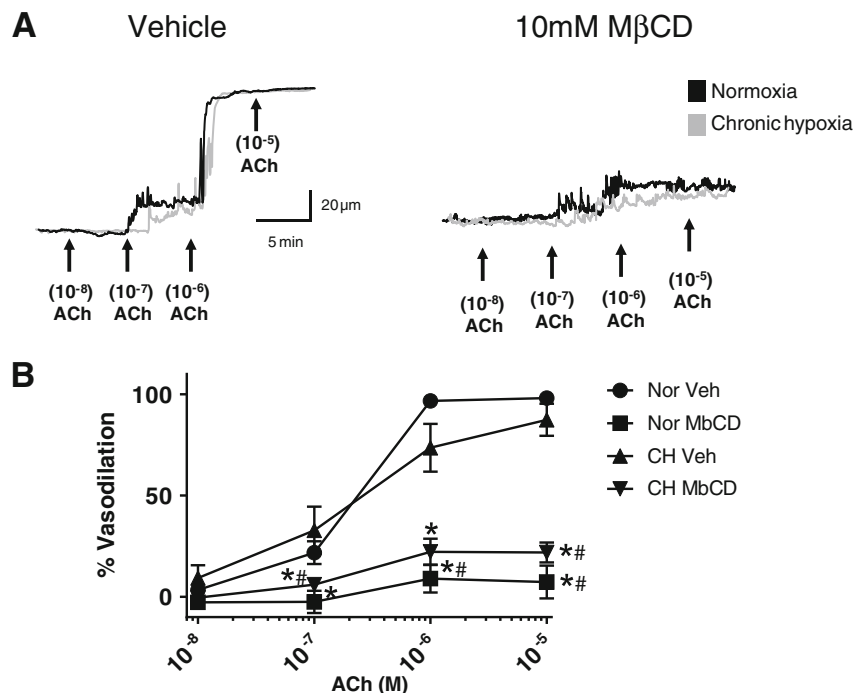 A
Vehicle
10mM MβCD
Normoxia
Chronic hypoxia
(10⁻⁵)
ACh
20 μm
5 min
(10⁻⁸)
ACh
(10⁻⁷)
ACh
(10⁻⁶)
ACh
(10⁻⁸)
ACh
(10⁻⁷)
ACh
(10⁻⁶)
ACh
(10⁻⁵)
ACh
B
% Vasodilation
100
50
0
Nor Veh
Nor MbCD
CH Veh
CH MbCD
*
*#
*#
*#
*
*#
10⁻⁸
10⁻⁷
10⁻⁶
10⁻⁵
ACh (M)